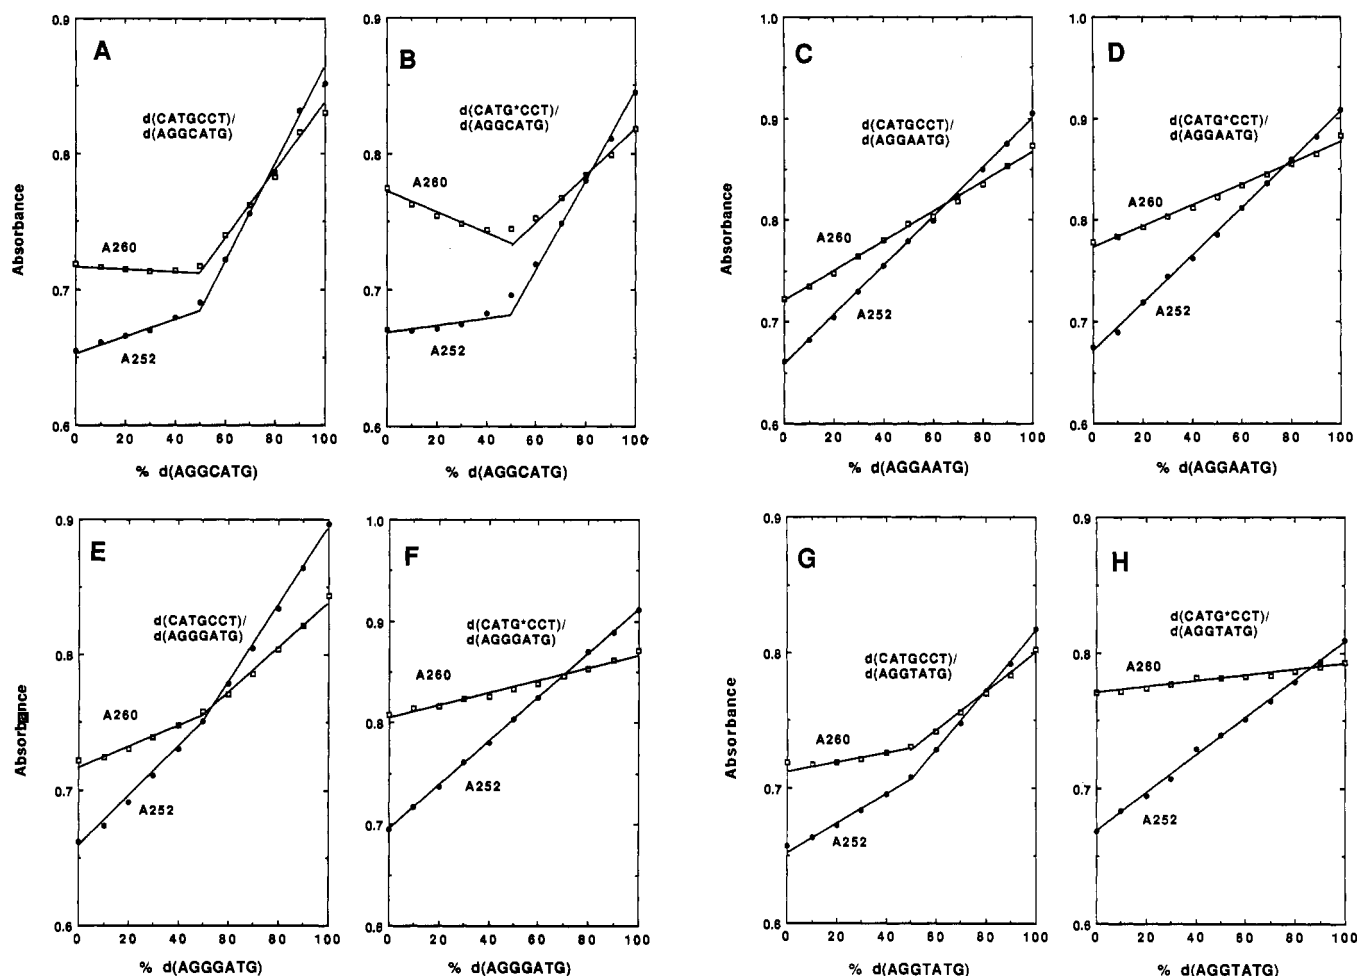 A
d(CATGCCT)/
d(AGGCATG)
A260
A252
Absorbance
0.9
0.8
0.7
0.6
0 20 40 60 80 100
% d(AGGCATG)
B
d(CATG*CCT)/
d(AGGCATG)
A260
A252
0.9
0.8
0.7
0.6
0 20 40 60 80 100
% d(AGGCATG)
C
d(CATGCCT)/
d(AGGAATG)
A260
A252
Absorbance
1.0
0.9
0.8
0.7
0.6
0 20 40 60 80 100
% d(AGGAATG)
D
d(CATG*CCT)/
d(AGGAATG)
A260
A252
1.0
0.9
0.8
0.7
0.6
0 20 40 60 80 100
% d(AGGAATG)
E
d(CATGCCT)/
d(AGGGATG)
A260
A252
Absorbance
0.9
0.8
0.7
0.6
0 20 40 60 80 100
% d(AGGGATG)
F
d(CATG*CCT)/
d(AGGGATG)
A260
A252
1.0
0.9
0.8
0.7
0.6
0 20 40 60 80 100
% d(AGGGATG)
G
d(CATGCCT)/
d(AGGTATG)
A260
A252
Absorbance
0.9
0.8
0.7
0.6
0 20 40 60 80 100
% d(AGGTATG)
H
d(CATG*CCT)/
d(AGGTATG)
A260
A252
0.9
0.8
0.7
0.6
0 20 40 60 80 100
% d(AGGTATG)